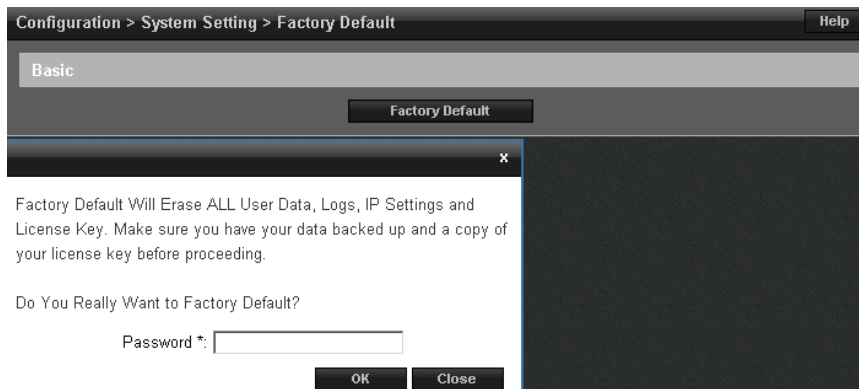 Configuration > System Setting > Factory Default
Help
Basic
Factory Default
x
Factory Default Will Erase ALL User Data, Logs, IP Settings and
License Key. Make sure you have your data backed up and a copy of
your license key before proceeding.
Do You Really Want to Factory Default?
Password *:
OK
Close